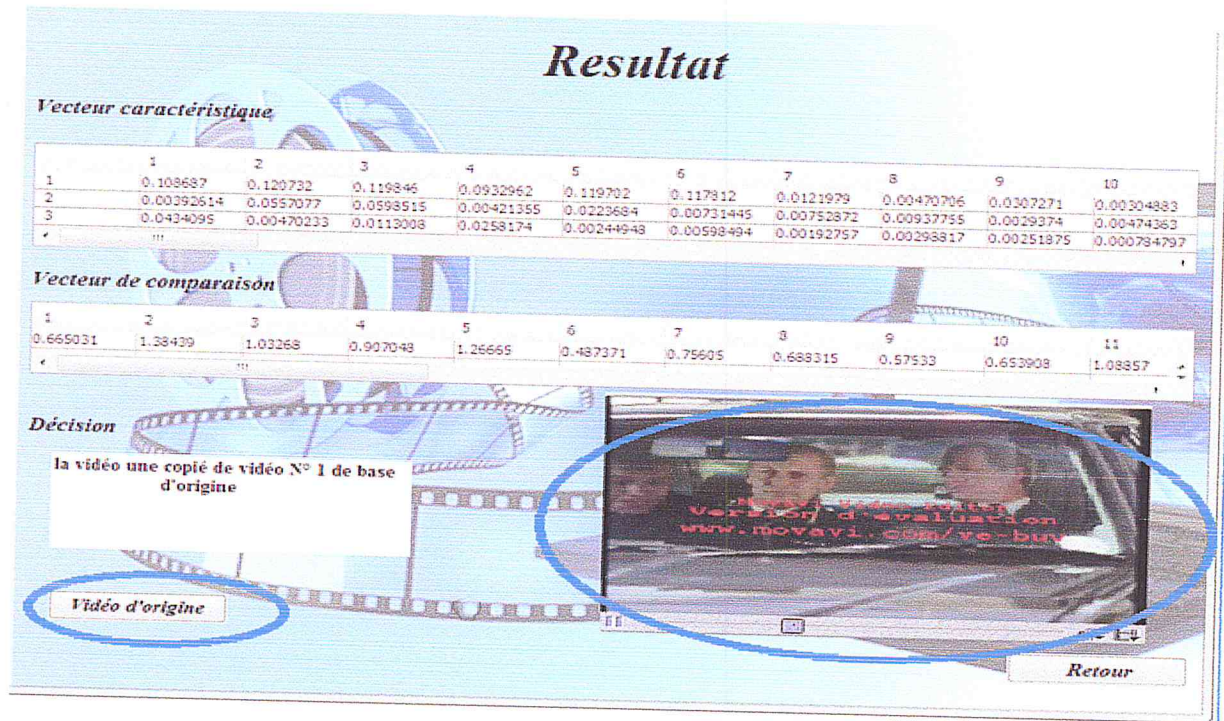 Resultat
Vecteur caractéristique
1 2 3 4 5 6 7 8 9 10
1 0.108687 0.120732 0.119846 0.0932962 0.119702 0.117812 0.0121979 0.00470706 0.0307271 0.00304883
2 0.00392614 0.0557077 0.0598515 0.00421355 0.0223684 0.00731445 0.00752872 0.00937755 0.0029374 0.00474363
3 0.0434095 0.00470233 0.0113008 0.0258174 0.00244948 0.00598494 0.00192757 0.00298817 0.00251875 0.000784797
Vecteur de comparaison
1 2 3 4 5 6 7 8 9 10 11
0.665031 1.38439 1.03268 0.907048 1.26665 0.487371 0.75605 0.688315 0.57533 0.653908 1.08857
Décision
la vidéo une copié de vidéo N° 1 de base
d'origine
Movavi Video Editor
Version d'évaluation
www.movavi.com/ve-buy
Vidéo d'origine
Retour